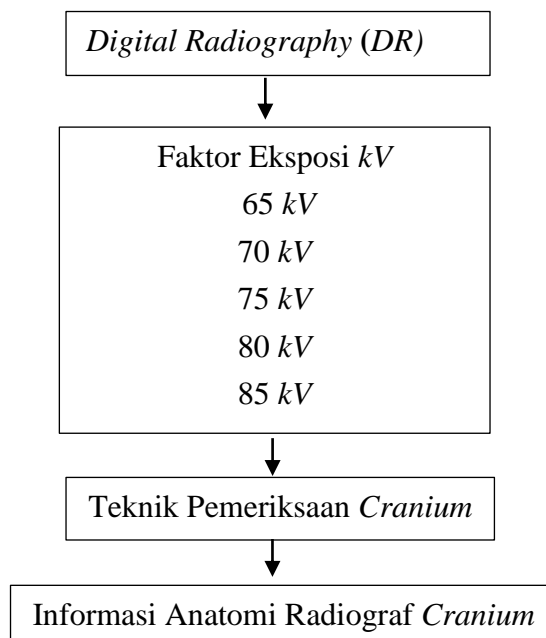 Digital Radiography (DR)
Faktor Eksposi kV
65 kV
70 kV
75 kV
80 kV
85 kV
Teknik Pemeriksaan Cranium
Informasi Anatomi Radiograf Cranium